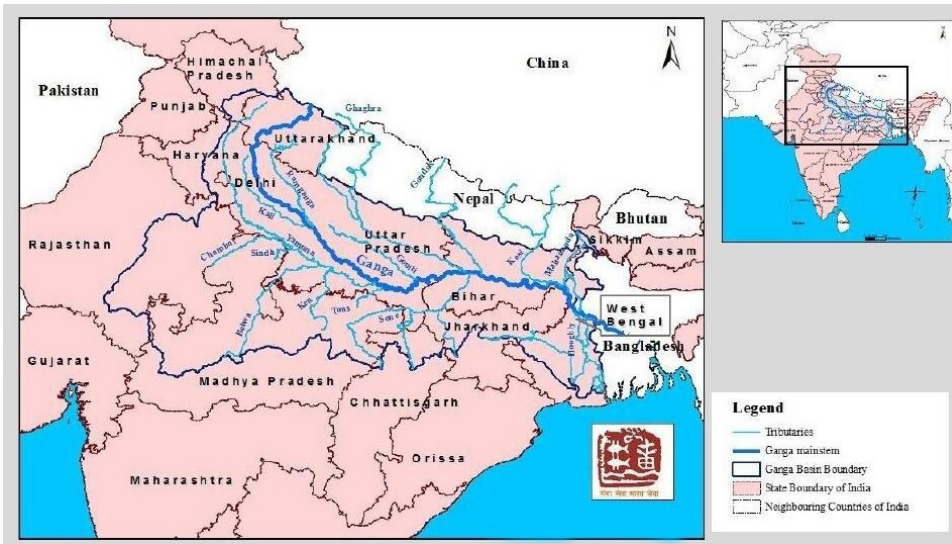 N
China
Pakistan
Himachal
Pradesh
Punjab
Ghaghra
Uttarakhand
Haryana
Delhi
Ramganga
Gandak
Nepal
Bhutan
Kali
Rajasthan
Uttar
Pradesh
Sikkim
Assam
Chambal
Sindh
Yamuna
Ganga
Gomti
Kosi
Bihar
Ken
Tons
Sone
Betwa
West
Bengal
Jharkhand
Hooghly
Bangladesh
Gujarat
Madhya Pradesh
Chhattisgarh
Orissa
Maharashtra
Legend
Tributaries
Ganga mainstem
Ganga Basin Boundary
State Boundary of India
Neighbouring Countries of India